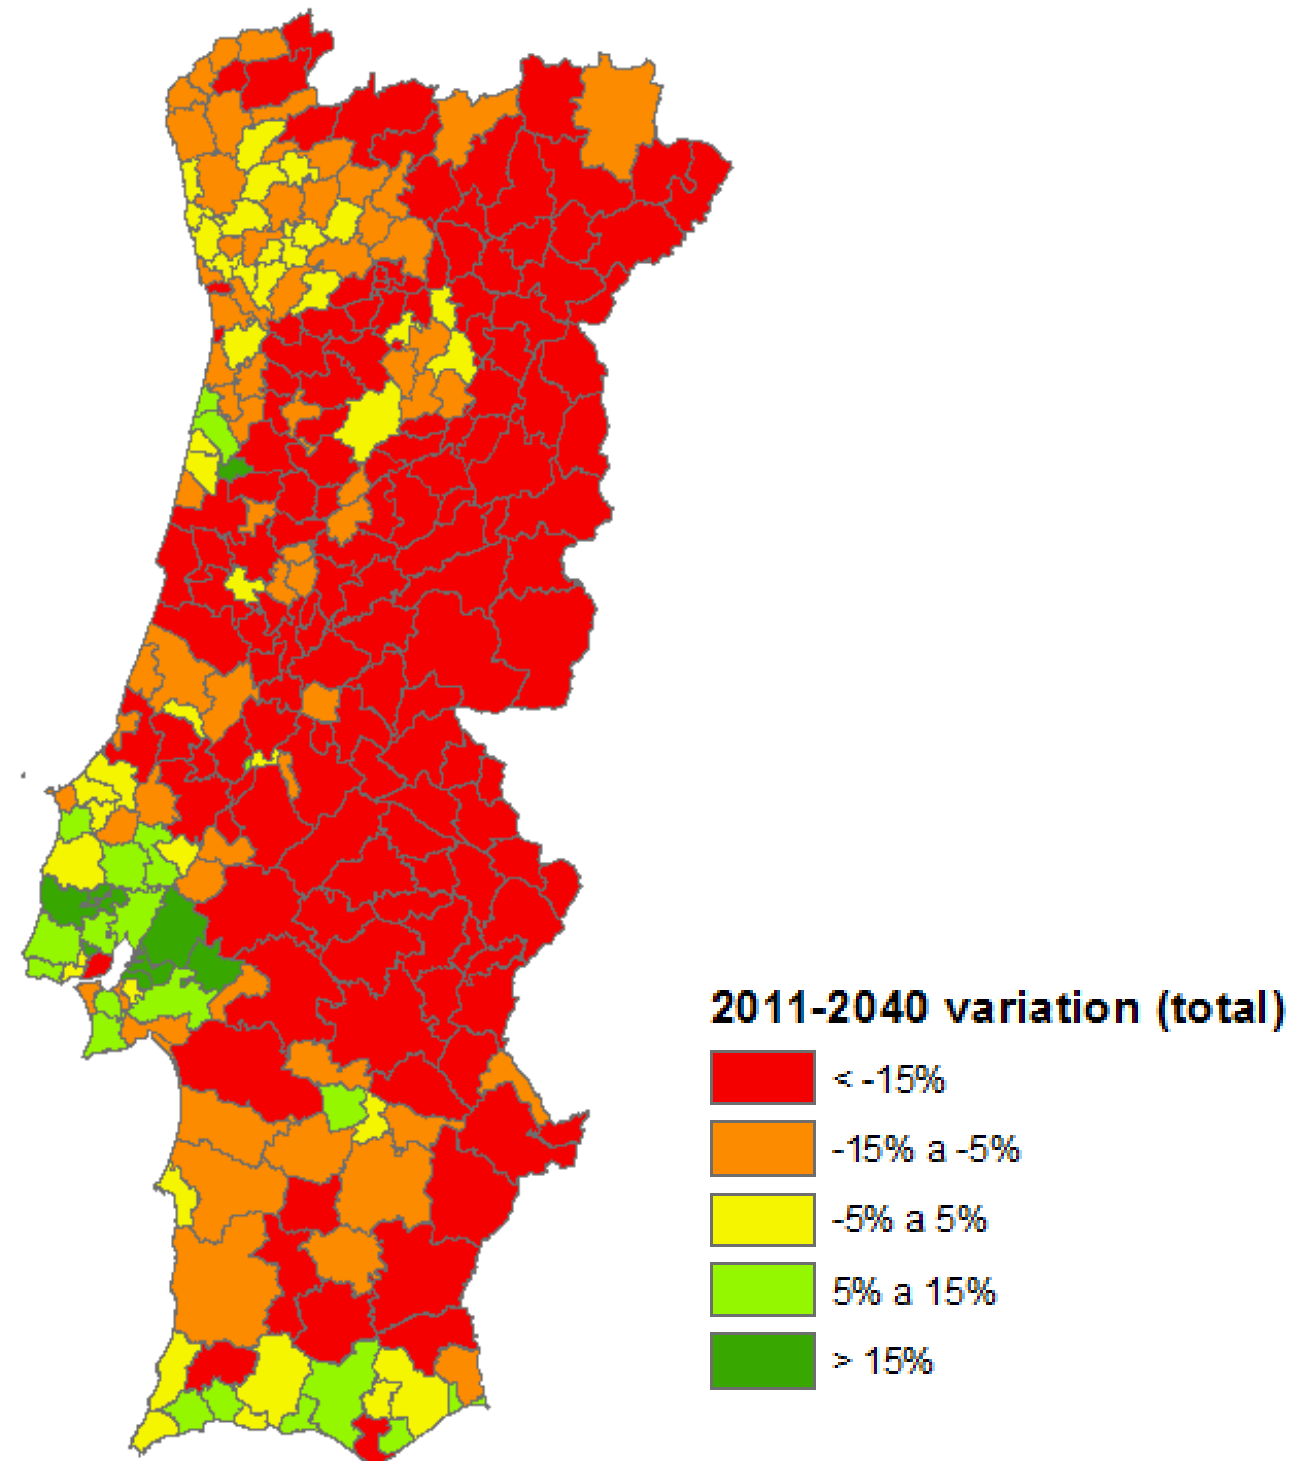 2011-2040 variation (total)
< -15%
-15% a -5%
-5% a 5%
5% a 15%
> 15%